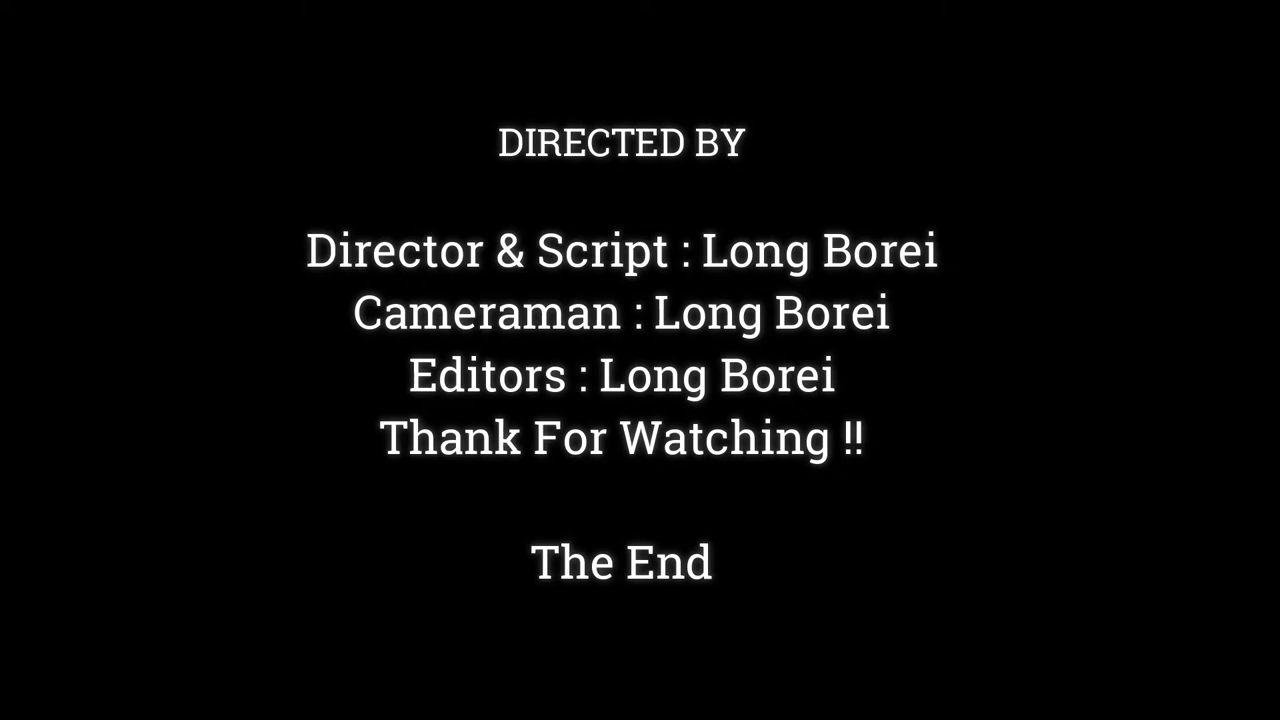 DIRECTED BY
Director & Script : Long Borei
Cameraman : Long Borei
Editors : Long Borei
Thank For Watching !!
The End